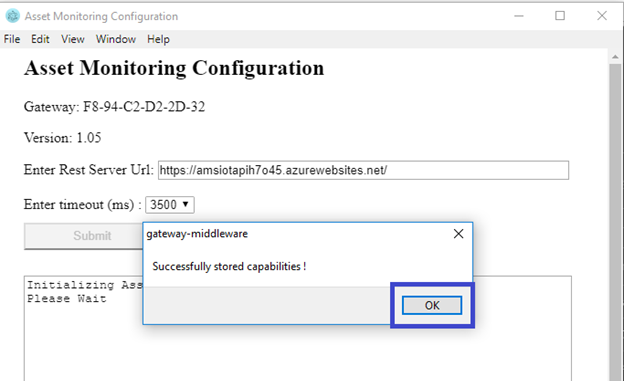 Asset Monitoring Configuration
File Edit View Window Help
Asset Monitoring Configuration
Gateway: F8-94-C2-D2-2D-32
Version: 1.05
Enter Rest Server Url: https://amsiotapih7o45.azurewebsites.net/
Enter timeout (ms) : 3500
Submit
gateway-middleware
Successfully stored capabilities !
OK
Initializing Ass
Please Wait